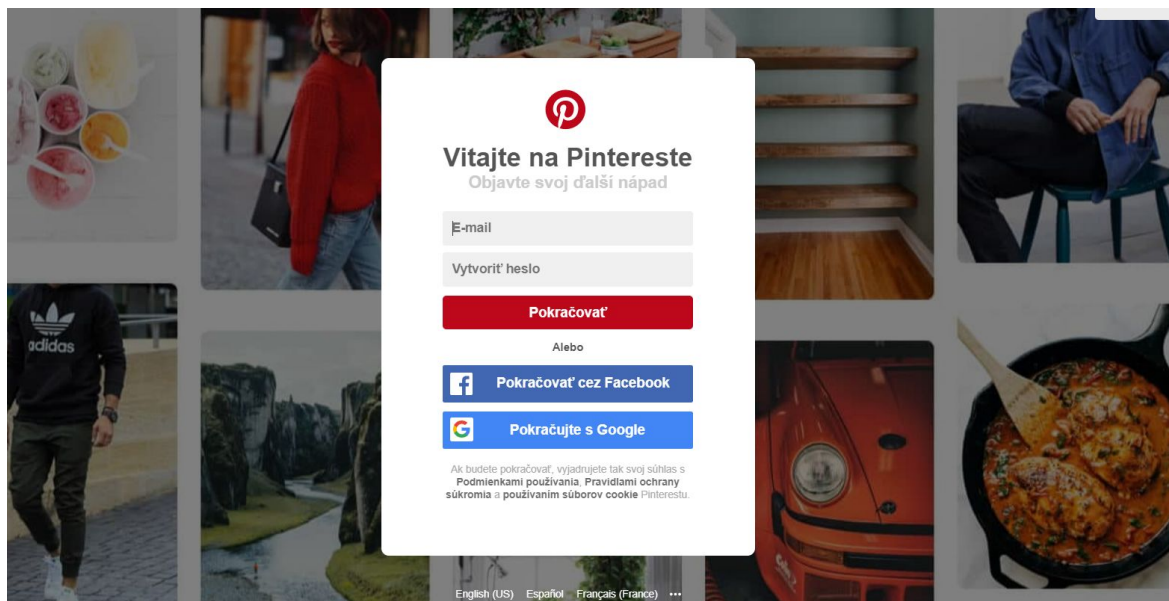 Vitajte na Pintereste
Objavte svoj ďalší nápad
E-mail
Vytvoriť heslo
Pokračovať
Alebo
Pokračovať cez Facebook
Pokračujte s Google
Ak budete pokračovať, vyjadrujete tak svoj súhlas s
Podmienkami používania, Pravidlami ochrany
súkromia a používaním súborov cookie Pinterestu.
adidas
English (US) Español Français (France) •••